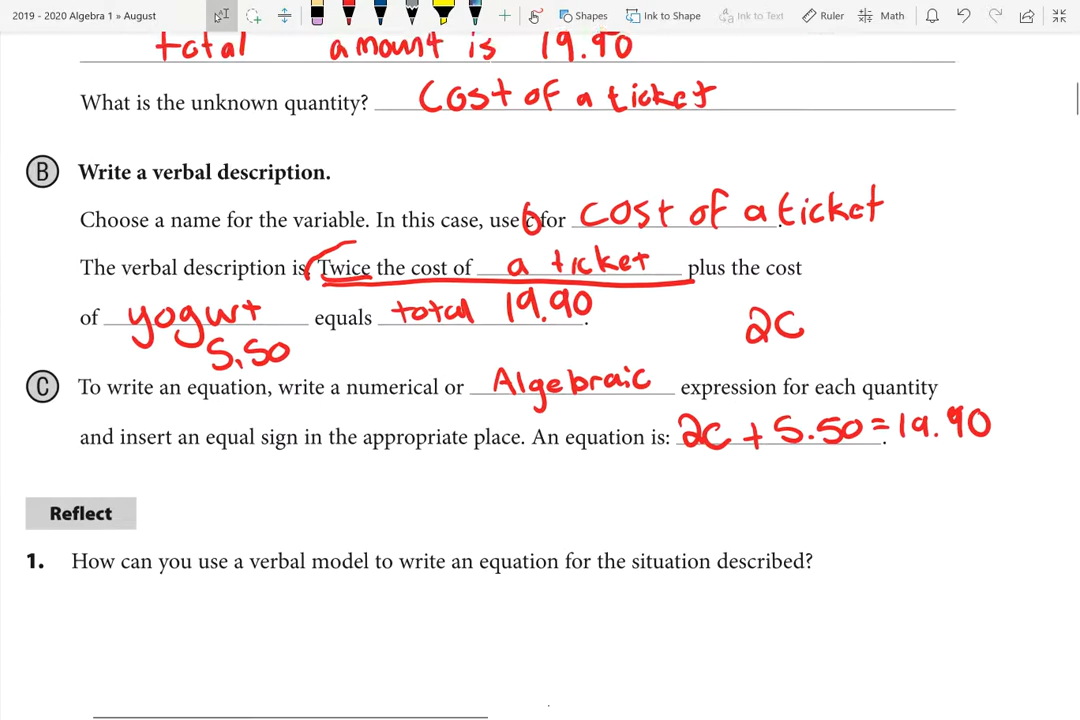 2019 - 2020 Algebra 1 » August Shapes Ink to Shape Ink to Text Ruler Math
total amount is 19.90
What is the unknown quantity? Cost of a ticket
B Write a verbal description.
Choose a name for the variable. In this case, use c for cost of a ticket.
The verbal description is: Twice the cost of a ticket plus the cost
of yogurt equals total 19.90.
5.50
2c
C To write an equation, write a numerical or Algebraic expression for each quantity
and insert an equal sign in the appropriate place. An equation is: 2c + 5.50 = 19.90.
Reflect
1. How can you use a verbal model to write an equation for the situation described?